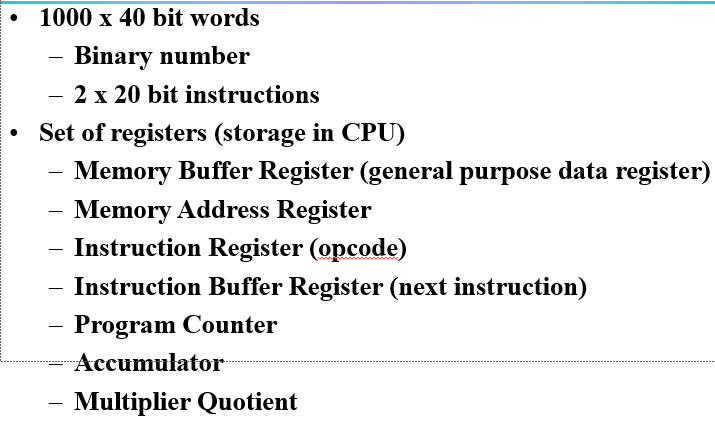 • 1000 x 40 bit words
– Binary number
– 2 x 20 bit instructions
• Set of registers (storage in CPU)
– Memory Buffer Register (general purpose data register)
– Memory Address Register
– Instruction Register (opcode)
– Instruction Buffer Register (next instruction)
– Program Counter
– Accumulator
– Multiplier Quotient